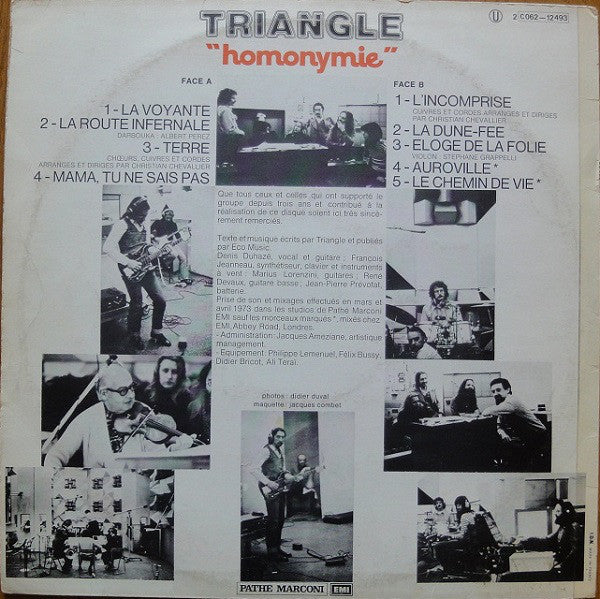 TRIANGLE
U 2 C062-12493
"homonymie"
FACE A
1 - LA VOYANTE
2 - LA ROUTE INFERNALE
DARBOUKA : ALBERT PEREZ
3 - TERRE
CHŒURS, CUIVRES ET CORDES
ARRANGES ET DIRIGES PAR CHRISTIAN CHEVALLIER
4 - MAMA, TU NE SAIS PAS
FACE B
1 - L'INCOMPRISE
CUIVRES ET CORDES ARRANGES ET DIRIGES
PAR CHRISTIAN CHEVALLIER
2 - LA DUNE-FEE
3 - ELOGE DE LA FOLIE
VIOLON : STEPHANE GRAPPELLI
4 - AUROVILLE *
5 - LE CHEMIN DE VIE *
Que tous ceux et celles qui ont supporté le
groupe depuis trois ans et contribué à la
réalisation de ce disque soient ici très sincè-
rement remerciés.
Texte et musique écrits par Triangle et publiés
par Eco Music.
Danis Duhazé, vocal et guitare ; François
Jeanneau, synthétiseur, clavier et instruments
à vent ; Marius Lorenzini, guitares ; René
Devaux, guitare basse ; Jean-Pierre Prévotat,
batterie.
Prise de son et mixages effectués en mars et
avril 1973 dans les studios de Pathé Marconi
EMI sauf les morceaux marqués *, mixés chez
EMI, Abbey Road, Londres.
- Administration : Jacques Ameziane, artistique
management.
- Equipement : Philippe Lemenuel, Félix Bussy,
Didier Bricot, Ali Teraï.
photos : didier duval
maquette : jacques combet
PATHE MARCONI EMI